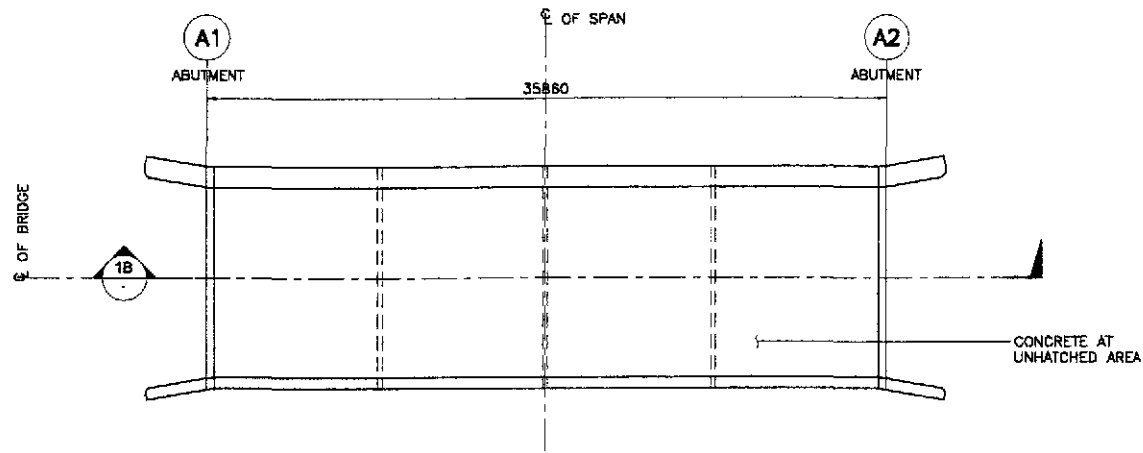 ℄ OF SPAN
A1
A2
ABUTMENT
ABUTMENT
35860
℄ OF BRIDGE
1B
-
CONCRETE AT
UNHATCHED AREA